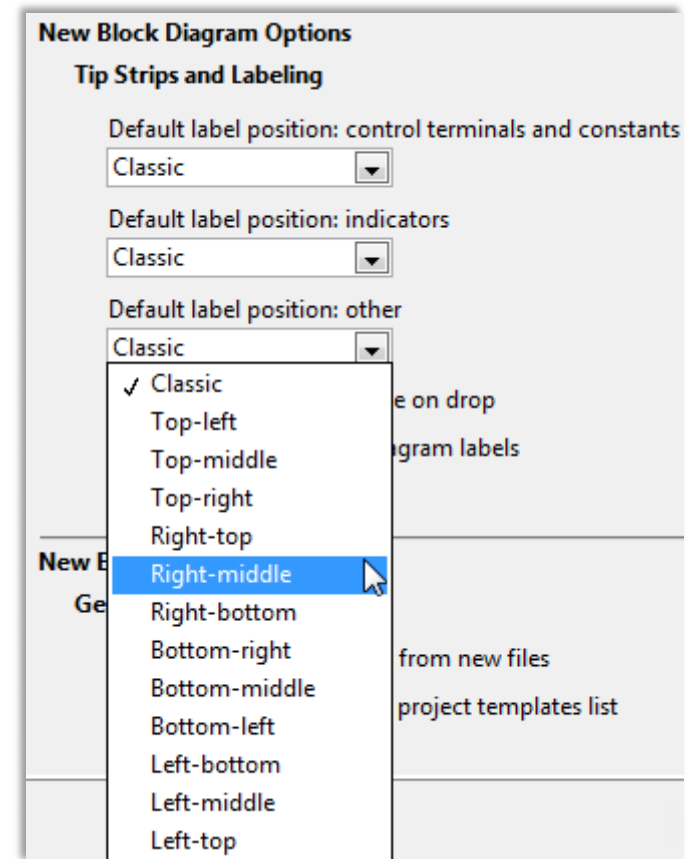 New Block Diagram Options
Tip Strips and Labeling
Default label position: control terminals and constants
Classic
Default label position: indicators
Classic
Default label position: other
Classic
✓ Classic
e on drop
Top-left
agram labels
Top-middle
Top-right
Right-top
New
Right-middle
Ge
Right-bottom
Bottom-right
from new files
Bottom-middle
project templates list
Bottom-left
Left-bottom
Left-middle
Left-top